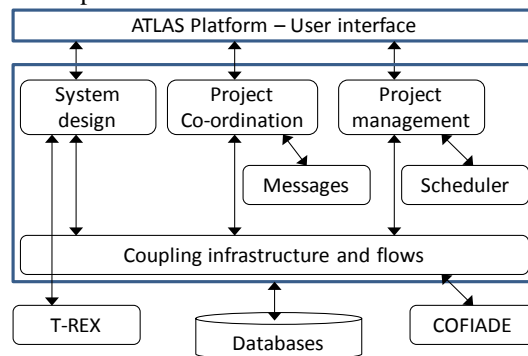 ATLAS Platform – User interface
System
design
Project
Co-ordination
Project
management
Messages
Scheduler
Coupling infrastructure and flows
T-REX
Databases
COFIADE